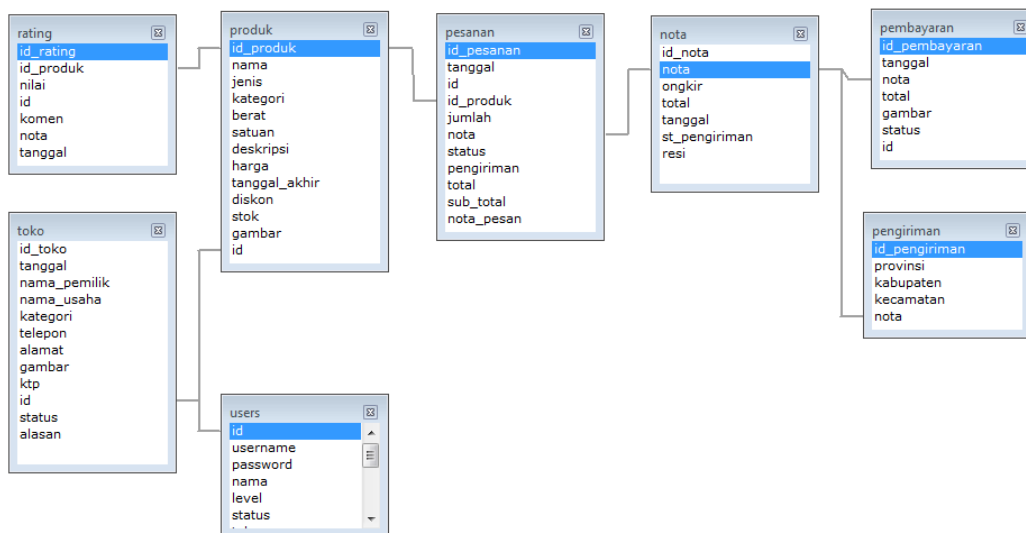 rating
id_rating
id_produk
nilai
id
komen
nota
tanggal
produk
id_produk
nama
jenis
kategori
berat
satuan
deskripsi
harga
tanggal_akhir
diskon
stok
gambar
id
pesanan
id_pesanan
tanggal
id
id_produk
jumlah
nota
status
pengiriman
total
sub_total
nota_pesan
nota
id_nota
nota
ongkir
total
tanggal
st_pengiriman
resi
pembayaran
id_pembayaran
tanggal
nota
total
gambar
status
id
toko
id_toko
tanggal
nama_pemilik
nama_usaha
kategori
telepon
alamat
gambar
ktp
id
status
alasan
users
id
username
password
nama
level
status
pengiriman
id_pengiriman
provinsi
kabupaten
kecamatan
nota